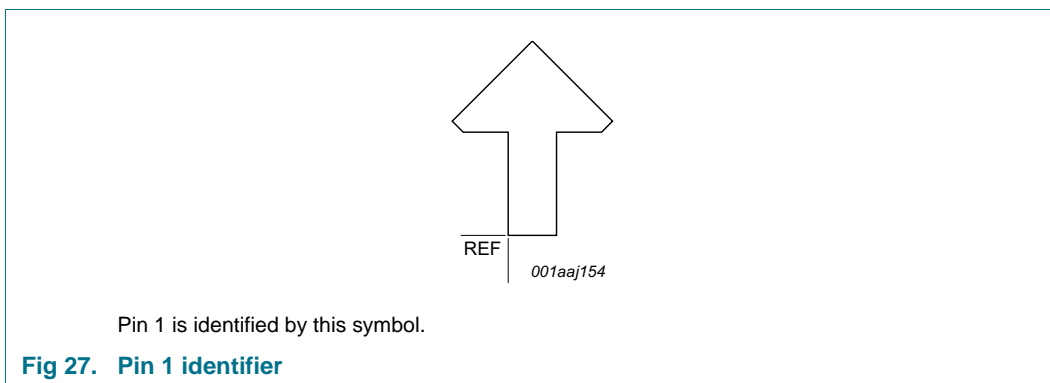 REF
001aaj154
Pin 1 is identified by this symbol.
Fig 27. Pin 1 identifier